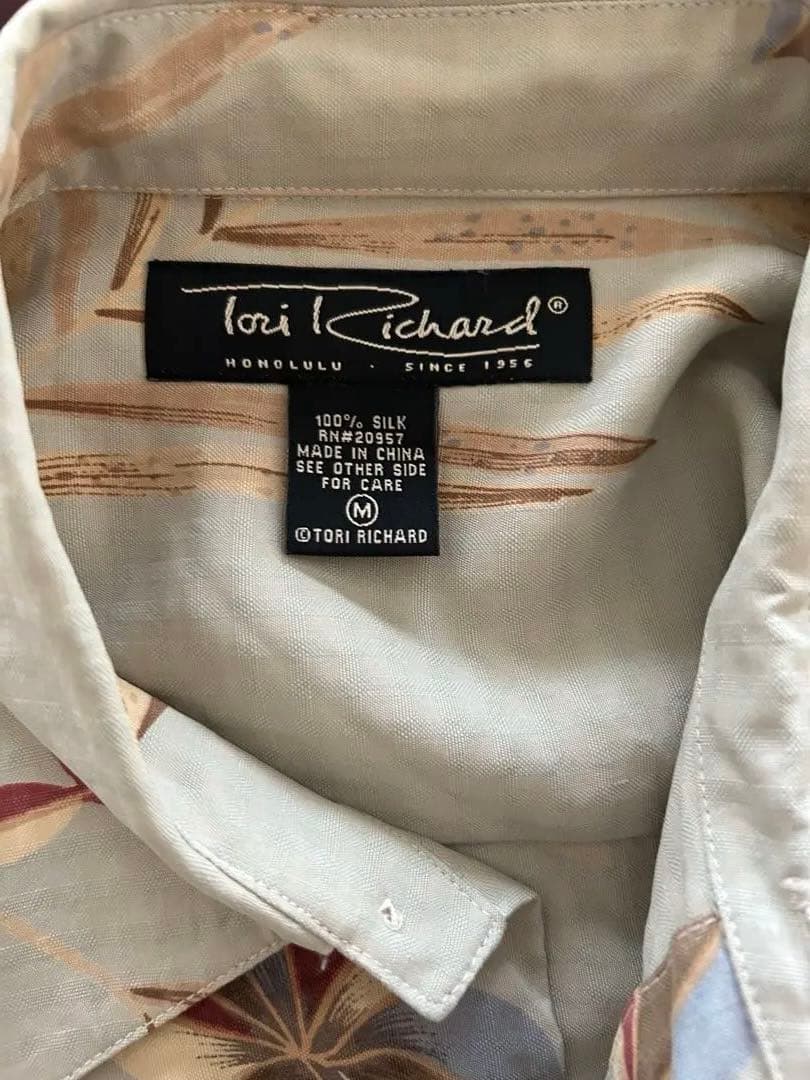 Tori Richard®
HONOLULU · SINCE 1956
100% SILK
RN#20957
MADE IN CHINA
SEE OTHER SIDE
FOR CARE
M
©TORI RICHARD